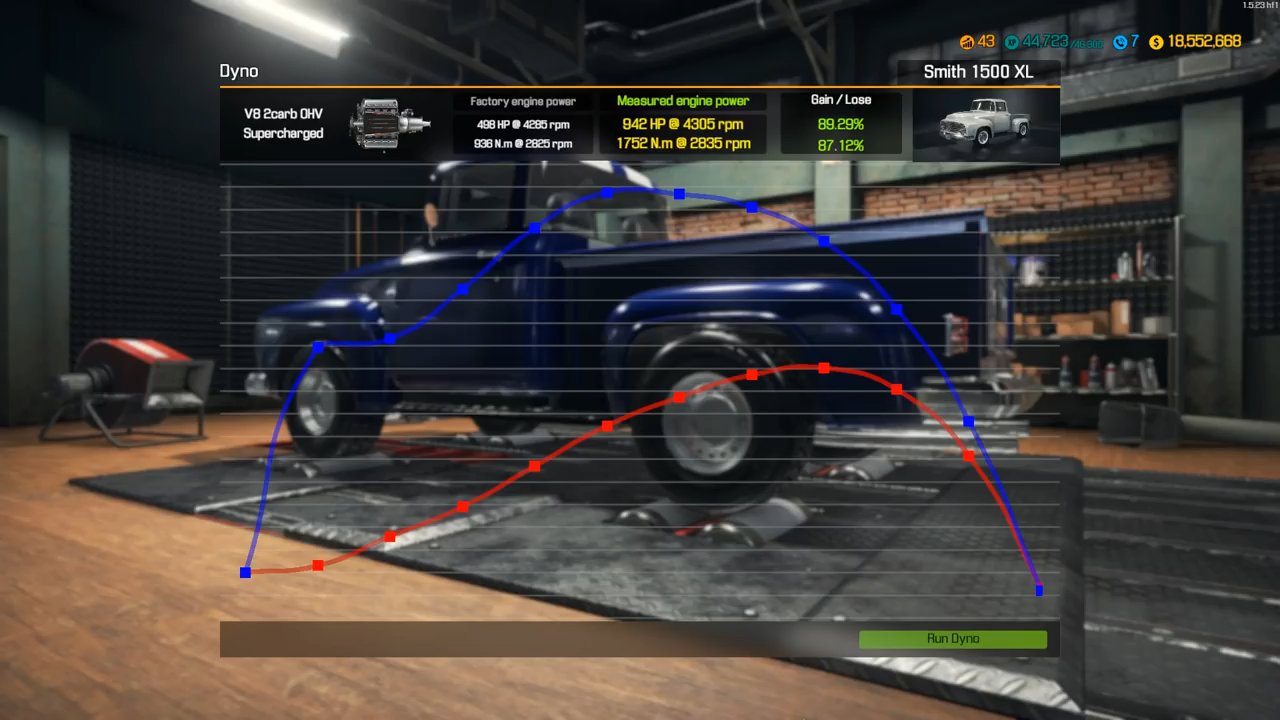 1.5.23 hf1
43 44,723 7 18,552,668
Dyno
Smith 1500 XL
V8 2carb OHV
Supercharged
Factory engine power
498 HP @ 4285 rpm
936 N.m @ 2825 rpm
Measured engine power
942 HP @ 4305 rpm
1752 N.m @ 2835 rpm
Gain / Lose
89.29%
87.12%
Run Dyno